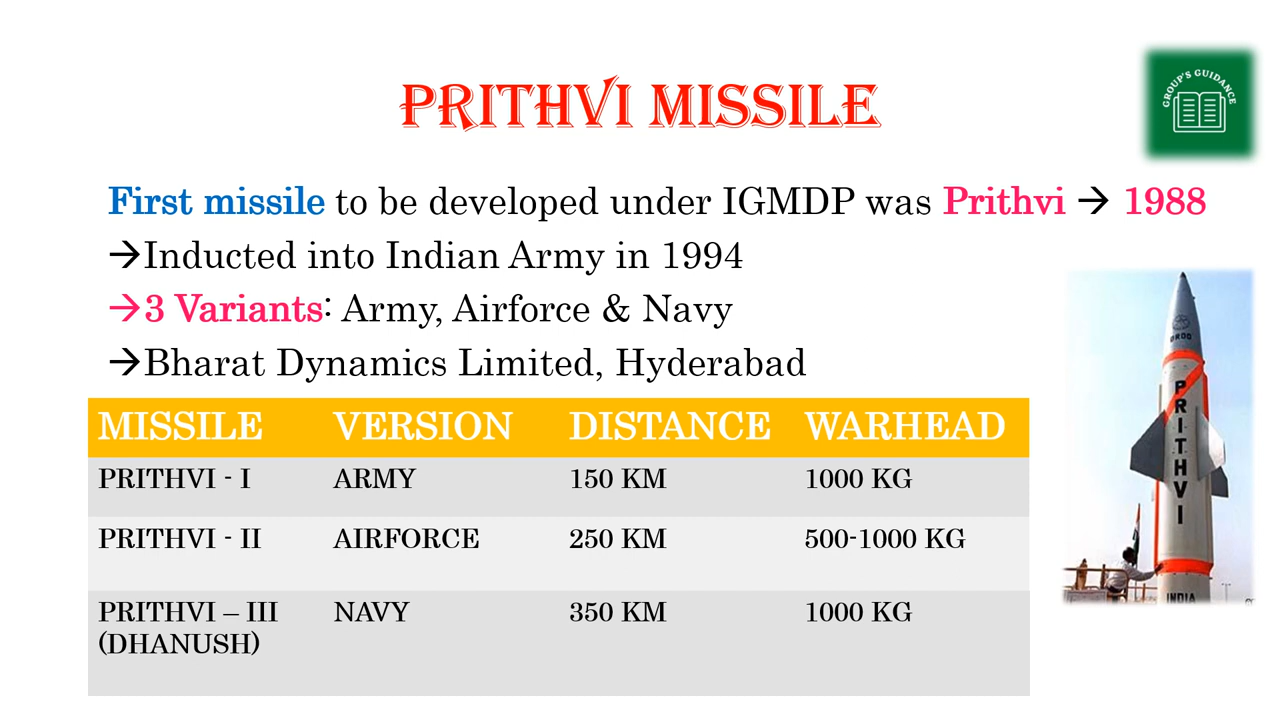 GROUP'S GUIDANCE
PRITHVI MISSILE
First missile to be developed under IGMDP was Prithvi → 1988
→Inducted into Indian Army in 1994
→3 Variants: Army, Airforce & Navy
→Bharat Dynamics Limited, Hyderabad
MISSILE VERSION DISTANCE WARHEAD
PRITHVI - I ARMY 150 KM 1000 KG
PRITHVI - II AIRFORCE 250 KM 500-1000 KG
PRITHVI – III NAVY 350 KM 1000 KG
(DHANUSH)
DRDO
PRITHVI
INDIA